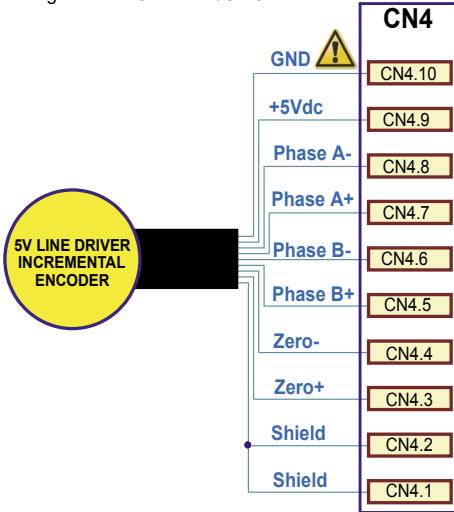 CN4
GND
CN4.10
+5Vdc
CN4.9
Phase A-
CN4.8
Phase A+
CN4.7
Phase B-
CN4.6
Phase B+
CN4.5
Zero-
CN4.4
Zero+
CN4.3
Shield
CN4.2
Shield
CN4.1
5V LINE DRIVER
INCREMENTAL
ENCODER